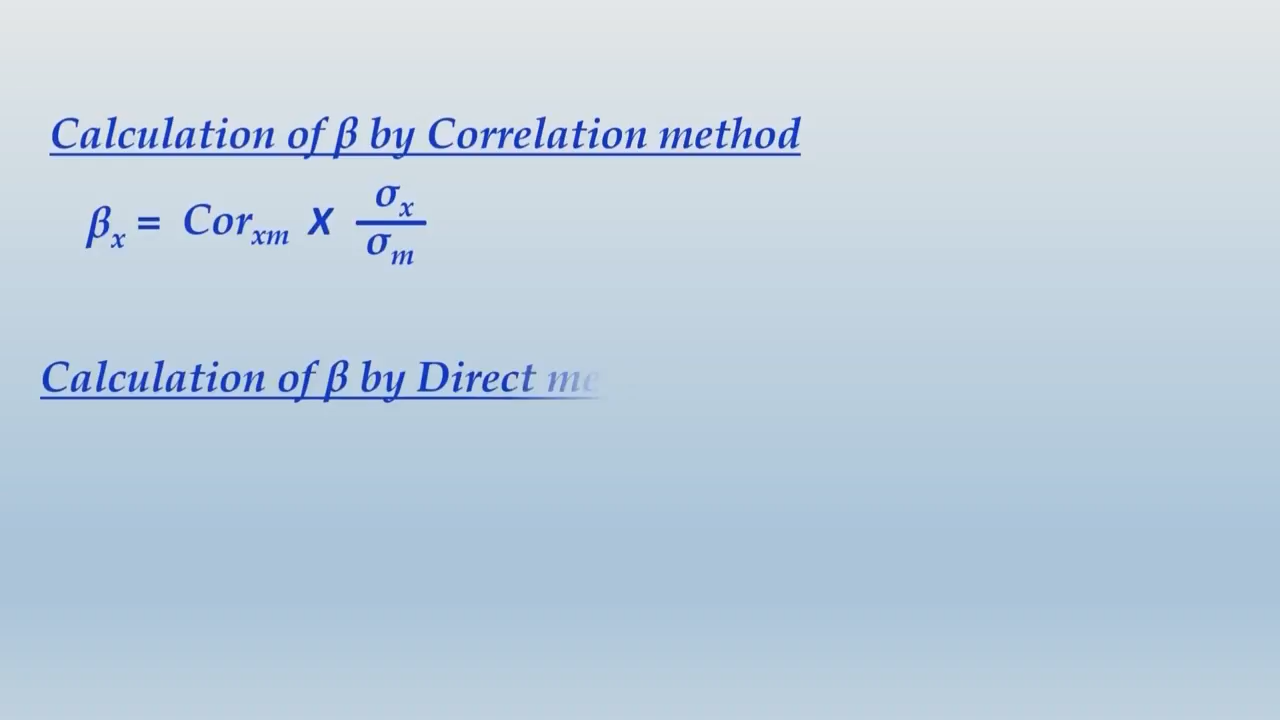 Calculation of β by Correlation method
βx = Corxm X σx / σm
Calculation of β by Direct